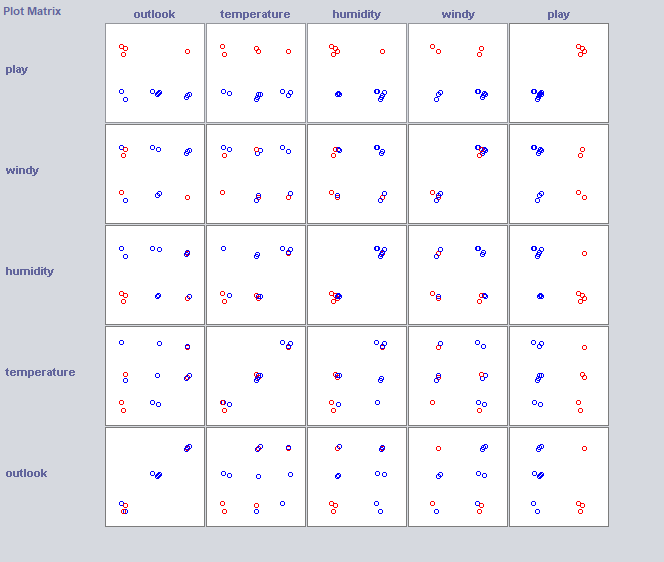 Plot Matrix
outlook temperature humidity windy play
play
windy
humidity
temperature
outlook